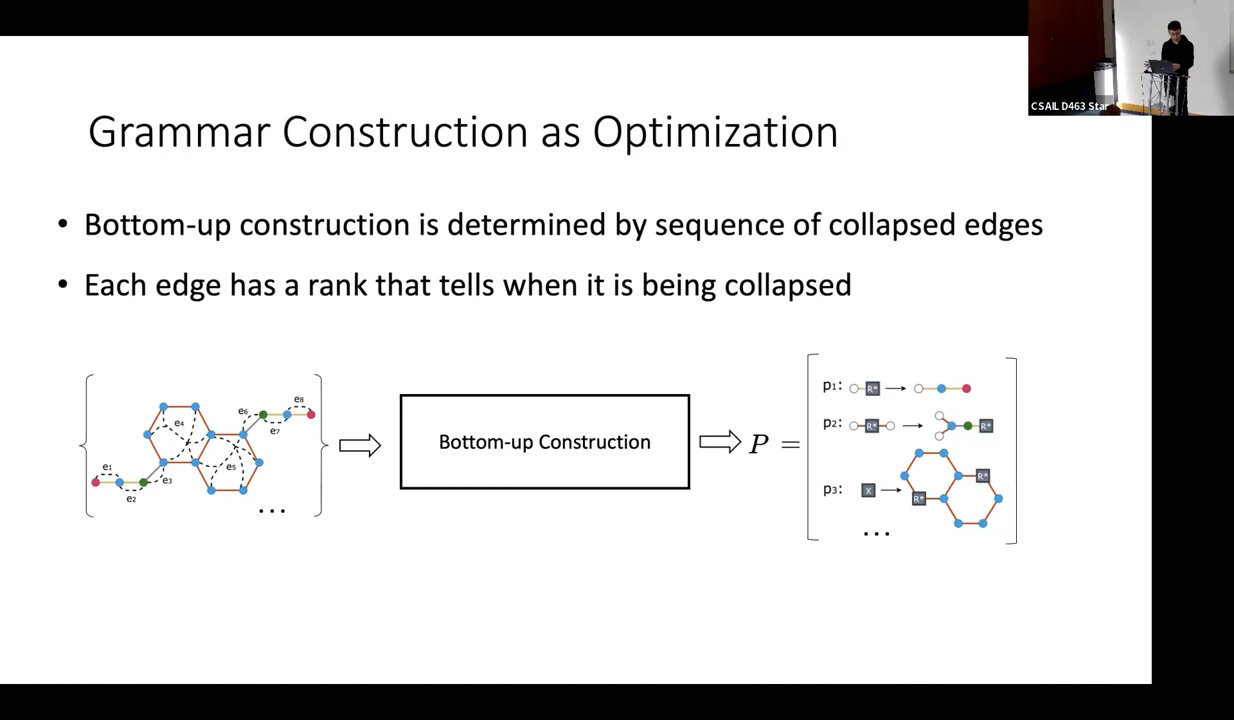 CSAIL D463 Star
Grammar Construction as Optimization
• Bottom-up construction is determined by sequence of collapsed edges
• Each edge has a rank that tells when it is being collapsed
e8
e6
e7
e4
e5
e1
e3
e2
...
Bottom-up Construction
P =
p1: R*
p2: R* R*
p3: X R* R*
...